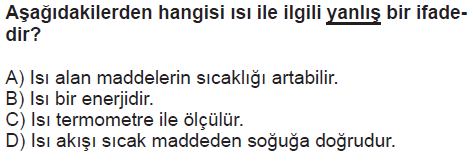 Aşağıdakilerden hangisi ısı ile ilgili yanlış bir ifade-
dir?
A) Isı alan maddelerin sıcaklığı artabilir.
B) Isı bir enerjidir.
C) Isı termometre ile ölçülür.
D) Isı akışı sıcak maddeden soğuğa doğrudur.